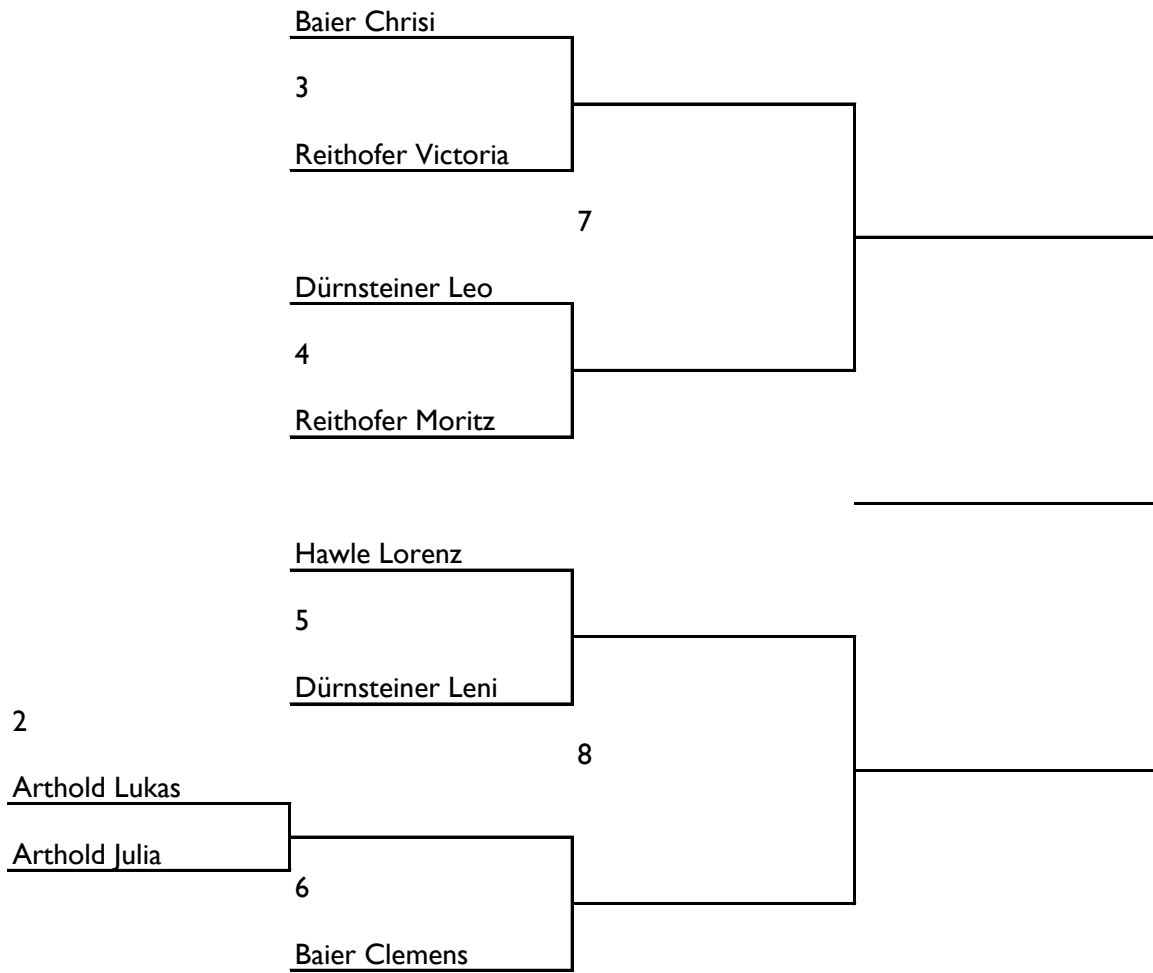 Baier Chrisi
3
Reithofer Victoria
7
Dürnsteiner Leo
4
Reithofer Moritz
Hawle Lorenz
5
Dürnsteiner Leni
2
8
Arthold Lukas
Arthold Julia
6
Baier Clemens